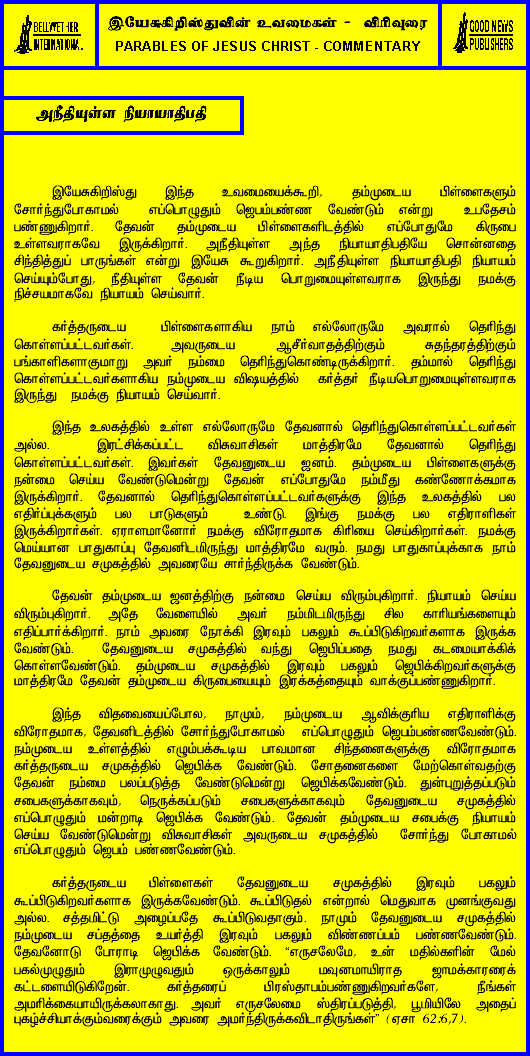 BELLWETHER
INTERNATIONAL
இயேசுகிறிஸ்துவின் உவமைகள் - விரிவுரை
PARABLES OF JESUS CHRIST - COMMENTARY
GOOD NEWS
PUBLISHERS
அநீதியுள்ள நியாயாதிபதி
இயேசுகிறிஸ்து இந்த உவமையைக்கூறி, தம்முடைய பிள்ளைகளும்
சோர்ந்துபோகாமல் எப்பொழுதும் ஜெபம்பண்ண வேண்டும் என்று உபதேசம்
பண்ணுகிறார். தேவன் தம்முடைய பிள்ளைகளிடத்தில் எப்போதுமே கிருபை
உள்ளவராகவே இருக்கிறார். அநீதியுள்ள அந்த நியாயாதிபதியே சொன்னதை
சிந்தித்துப் பாருங்கள் என்று இயேசு கூறுகிறார். அநீதியுள்ள நியாயாதிபதி நியாயம்
செய்யும்போது, நீதியுள்ள தேவன் நீடிய பொறுமையுள்ளவராக இருந்து நமக்கு
நிச்சயமாகவே நியாயம் செய்வார்.
கர்த்தருடைய பிள்ளைகளாகிய நாம் எல்லோருமே அவரால் தெரிந்து
கொள்ளப்பட்டவர்கள். அவருடைய ஆசீர்வாதத்திற்கும் சுதந்தரத்திற்கும்
பங்காளிகளாகுமாறு அவர் நம்மை தெரிந்துகொண்டிருக்கிறார். தம்மால் தெரிந்து
கொள்ளப்பட்டவர்களாகிய நம்முடைய விஷயத்தில் கர்த்தர் நீடியபொறுமையுள்ளவராக
இருந்து நமக்கு நியாயம் செய்வார்.
இந்த உலகத்தில் உள்ள எல்லோருமே தேவனால் தெரிந்துகொள்ளப்பட்டவர்கள்
அல்ல. இரட்சிக்கப்பட்ட விசுவாசிகள் மாத்திரமே தேவனால் தெரிந்து
கொள்ளப்பட்டவர்கள். இவர்கள் தேவனுடைய ஜனம். தம்முடைய பிள்ளைகளுக்கு
நன்மை செய்ய வேண்டுமென்று தேவன் எப்போதுமே நம்மீது கண்ணோக்கமாக
இருக்கிறார். தேவனால் தெரிந்துகொள்ளப்பட்டவர்களுக்கு இந்த உலகத்தில் பல
எதிர்ப்புக்களும் பல பாடுகளும் உண்டு. இங்கு நமக்கு பல எதிராளிகள்
இருக்கிறார்கள். ஏராளமானோர் நமக்கு விரோதமாக கிரியை செய்கிறார்கள். நமக்கு
மெய்யான பாதுகாப்பு தேவனிடமிருந்து மாத்திரமே வரும். நமது பாதுகாப்புக்காக நாம்
தேவனுடைய சமுகத்தில் அவரையே சார்ந்திருக்க வேண்டும்.
தேவன் தம்முடைய ஜனத்திற்கு நன்மை செய்ய விரும்புகிறார். நியாயம் செய்ய
விரும்புகிறார். அதே வேளையில் அவர் நம்மிடமிருந்து சில காரியங்களையும்
எதிப்பார்க்கிறார். நாம் அவரை நோக்கி இரவும் பகலும் கூப்பிடுகிறவர்களாக இருக்க
வேண்டும். தேவனுடைய சமுகத்தில் வந்து ஜெபிப்பதை நமது கடமையாக்கிக்
கொள்ளவேண்டும். தம்முடைய சமுகத்தில் இரவும் பகலும் ஜெபிக்கிறவர்களுக்கு
மாத்திரமே தேவன் தம்முடைய கிருபையையும் இரக்கத்தையும் வாக்குப்பண்ணுகிறார்.
இந்த விதவையைப்போல, நாமும், நம்முடைய ஆவிக்குரிய எதிராளிக்கு
விரோதமாக, தேவனிடத்தில் சோர்ந்துபோகாமல் எப்பொழுதும் ஜெபம்பண்ணவேண்டும்.
நம்முடைய உள்ளத்தில் எழும்பக்கூடிய பாவமான சிந்தனைகளுக்கு விரோதமாக
கர்த்தருடைய சமுகத்தில் ஜெபிக்க வேண்டும். சோதனைகளை மேற்கொள்வதற்கு
தேவன் நம்மை பலப்படுத்த வேண்டுமென்று ஜெபிக்கவேண்டும். துன்புறுத்தப்படும்
சபைகளுக்காகவும், நெருக்கப்படும் சபைகளுக்காகவும் தேவனுடைய சமுகத்தில்
எப்பொழுதும் மன்றாடி ஜெபிக்க வேண்டும். தேவன் தம்முடைய சபைக்கு நியாயம்
செய்ய வேண்டுமென்று விசுவாசிகள் அவருடைய சமுகத்தில் சோர்ந்து போகாமல்
எப்பொழுதும் ஜெபம் பண்ணவேண்டும்.
கர்த்தருடைய பிள்ளைகள் தேவனுடைய சமுகத்தில் இரவும் பகலும்
கூப்பிடுகிறவர்களாக இருக்கவேண்டும். கூப்பிடுதல் என்றால் மெதுவாக முனங்குவது
அல்ல. சத்தமிட்டு அழைப்பதே கூப்பிடுவதாகும். நாமும் தேவனுடைய சமுகத்தில்
நம்முடைய சப்தத்தை உயர்த்தி இரவும் பகலும் விண்ணப்பம் பண்ணவேண்டும்.
தேவனோடு போராடி ஜெபிக்க வேண்டும். "எருசலேமே, உன் மதில்களின் மேல்
பகல்முழுதும் இராமுழுவதும் ஒருக்காலும் மவுனமாயிராத ஜாமக்காரரைக்
கட்டளையிடுகிறேன். கர்த்தரைப் பிரஸ்தாபம்பண்ணுகிறவர்களே, நீங்கள்
அமரிக்கையாயிருக்கலாகாது. அவர் எருசலேமை ஸ்திரப்படுத்தி, பூமியிலே அதைப்
புகழ்ச்சியாக்கும்வரைக்கும் அவரை அமர்ந்திருக்கவிடாதிருங்கள்" (ஏசா 62:6,7).